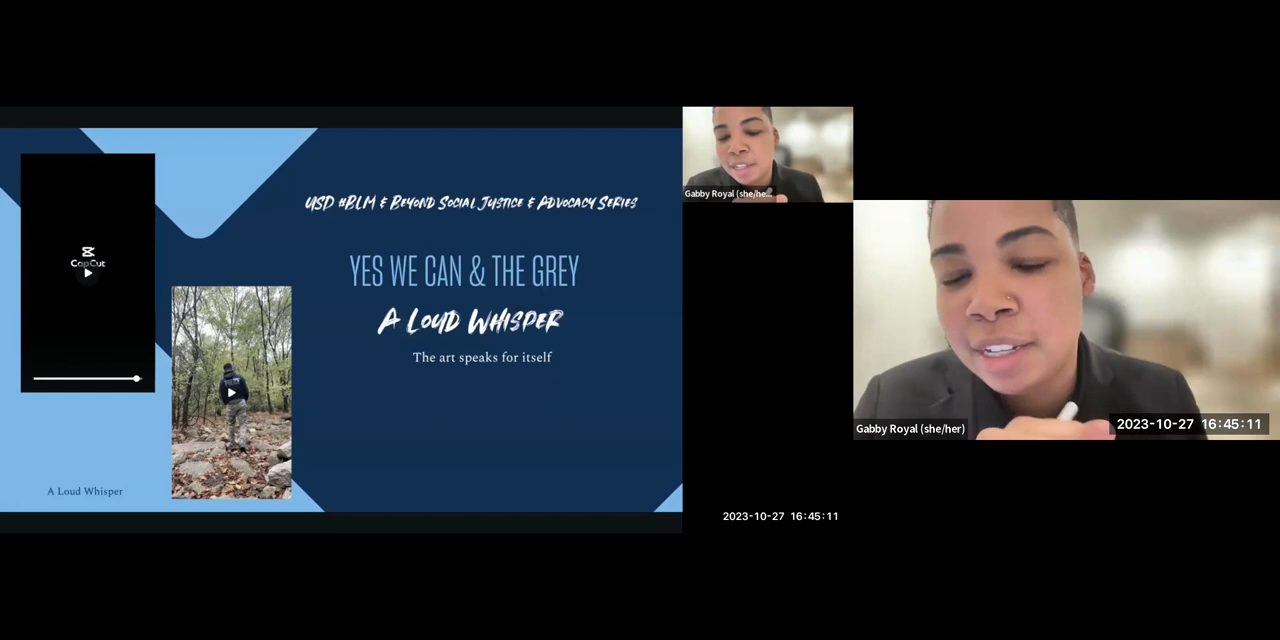 USD #BLM & BEYOND SOCIAL JUSTICE & ADVOCACY SERIES
YES WE CAN & THE GREY
A LOUD WHISPER
The art speaks for itself
CapCut
POLICE
A Loud Whisper
Gabby Royal (she/he...
Gabby Royal (she/her)
2023-10-27 16:45:11
2023-10-27 16:45:11